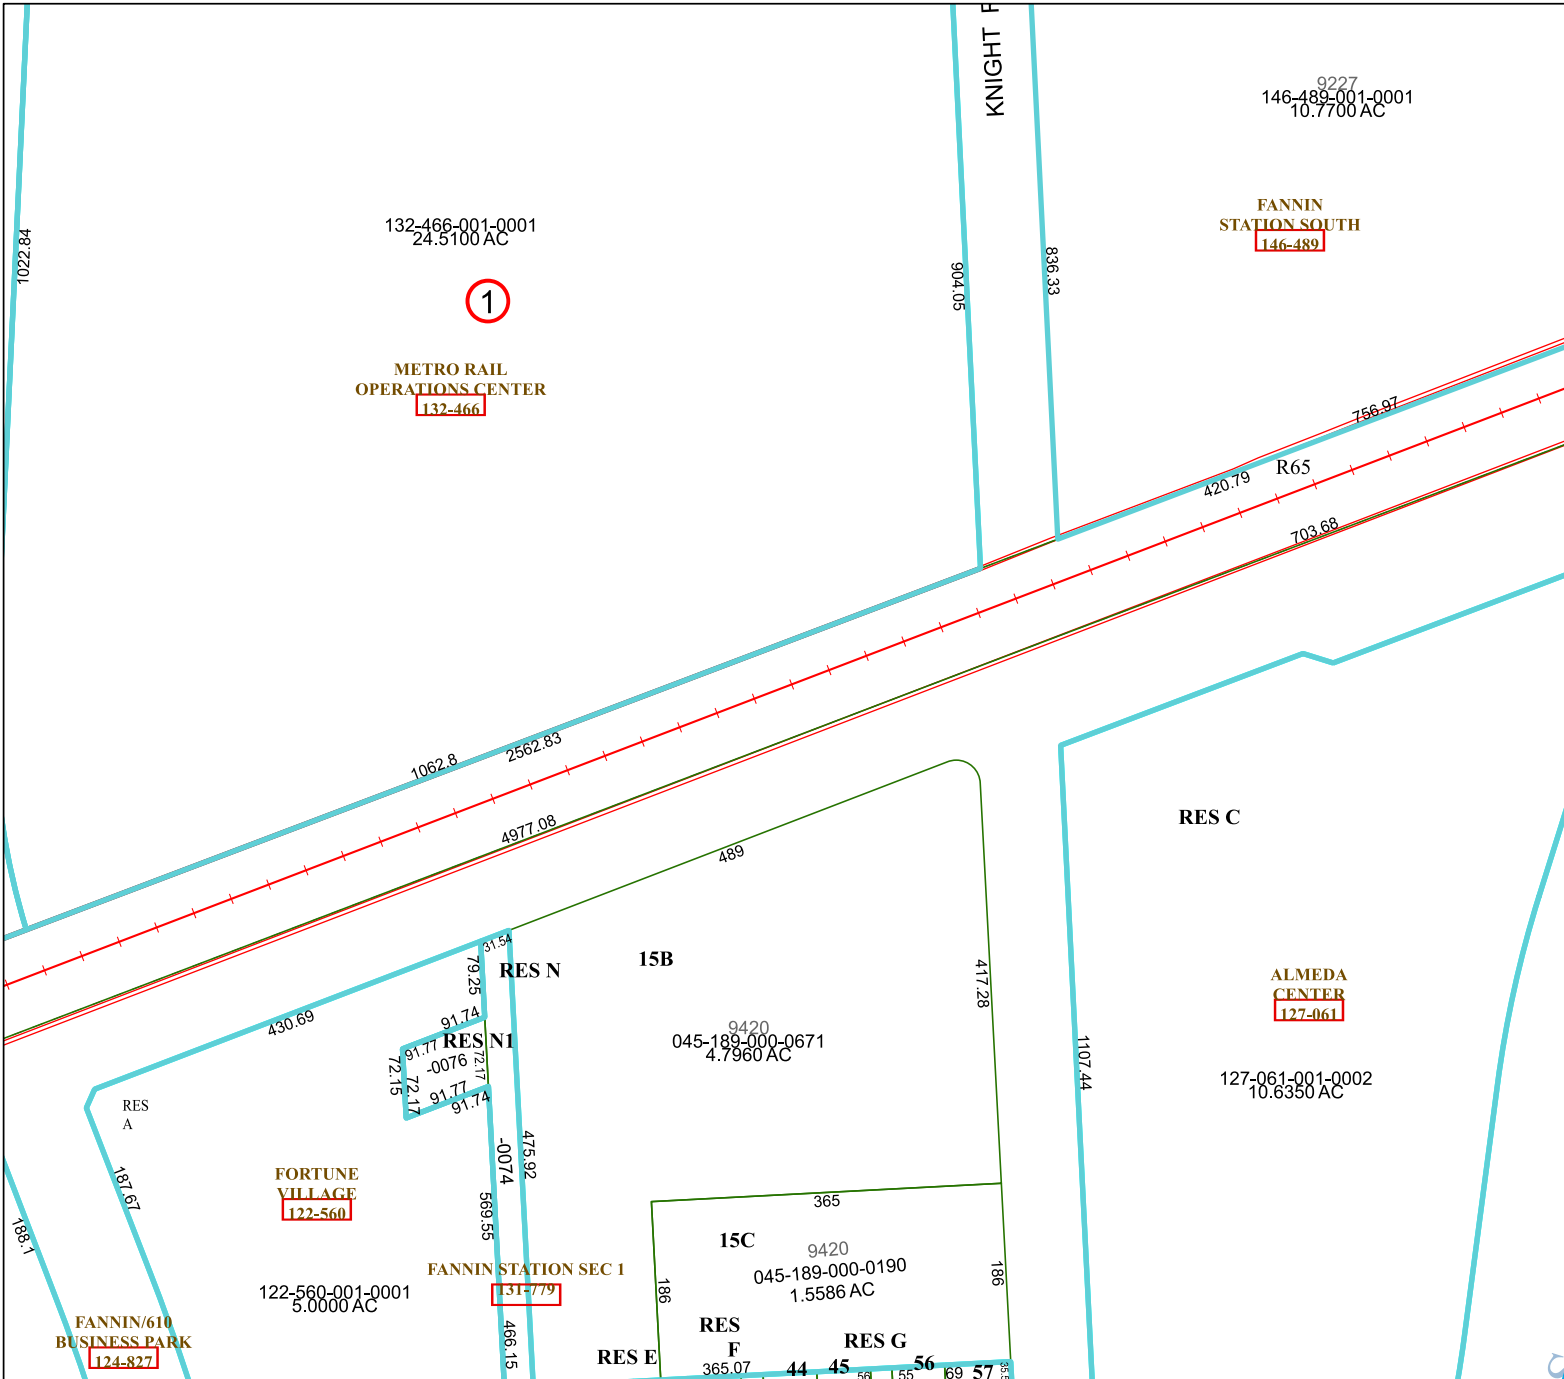 KNIGHT
9227
146-489-001-0001
10.7700 AC
132-466-001-0001
24.5100 AC
1022.84
FANNIN
STATION SOUTH
146-489
904.05
836.33
1
METRO RAIL
OPERATIONS CENTER
132-466
756.97
R65
420.79
703.68
1062.8
2562.83
4977.08
489
RES C
31.54
79.25
RES N
15B
417.28
ALMEDA
CENTER
127-061
430.69
91.74
9420
045-189-000-0671
4.7960 AC
RES N1
91.77
-0076
72.17
72.15
72.17
91.77
91.74
1107.44
127-061-001-0002
10.6350 AC
RES
A
187.67
-0074
475.92
FORTUNE
VILLAGE
122-560
569.55
365
188.1
15C
9420
045-189-000-0190
1.5586 AC
186
186
FANNIN STATION SEC 1
131-779
122-560-001-0001
5.0000 AC
FANNIN/610
BUSINESS PARK
124-827
466.15
RES
F
RES G
RES E
365.07
44
45
56
57
56
55
69